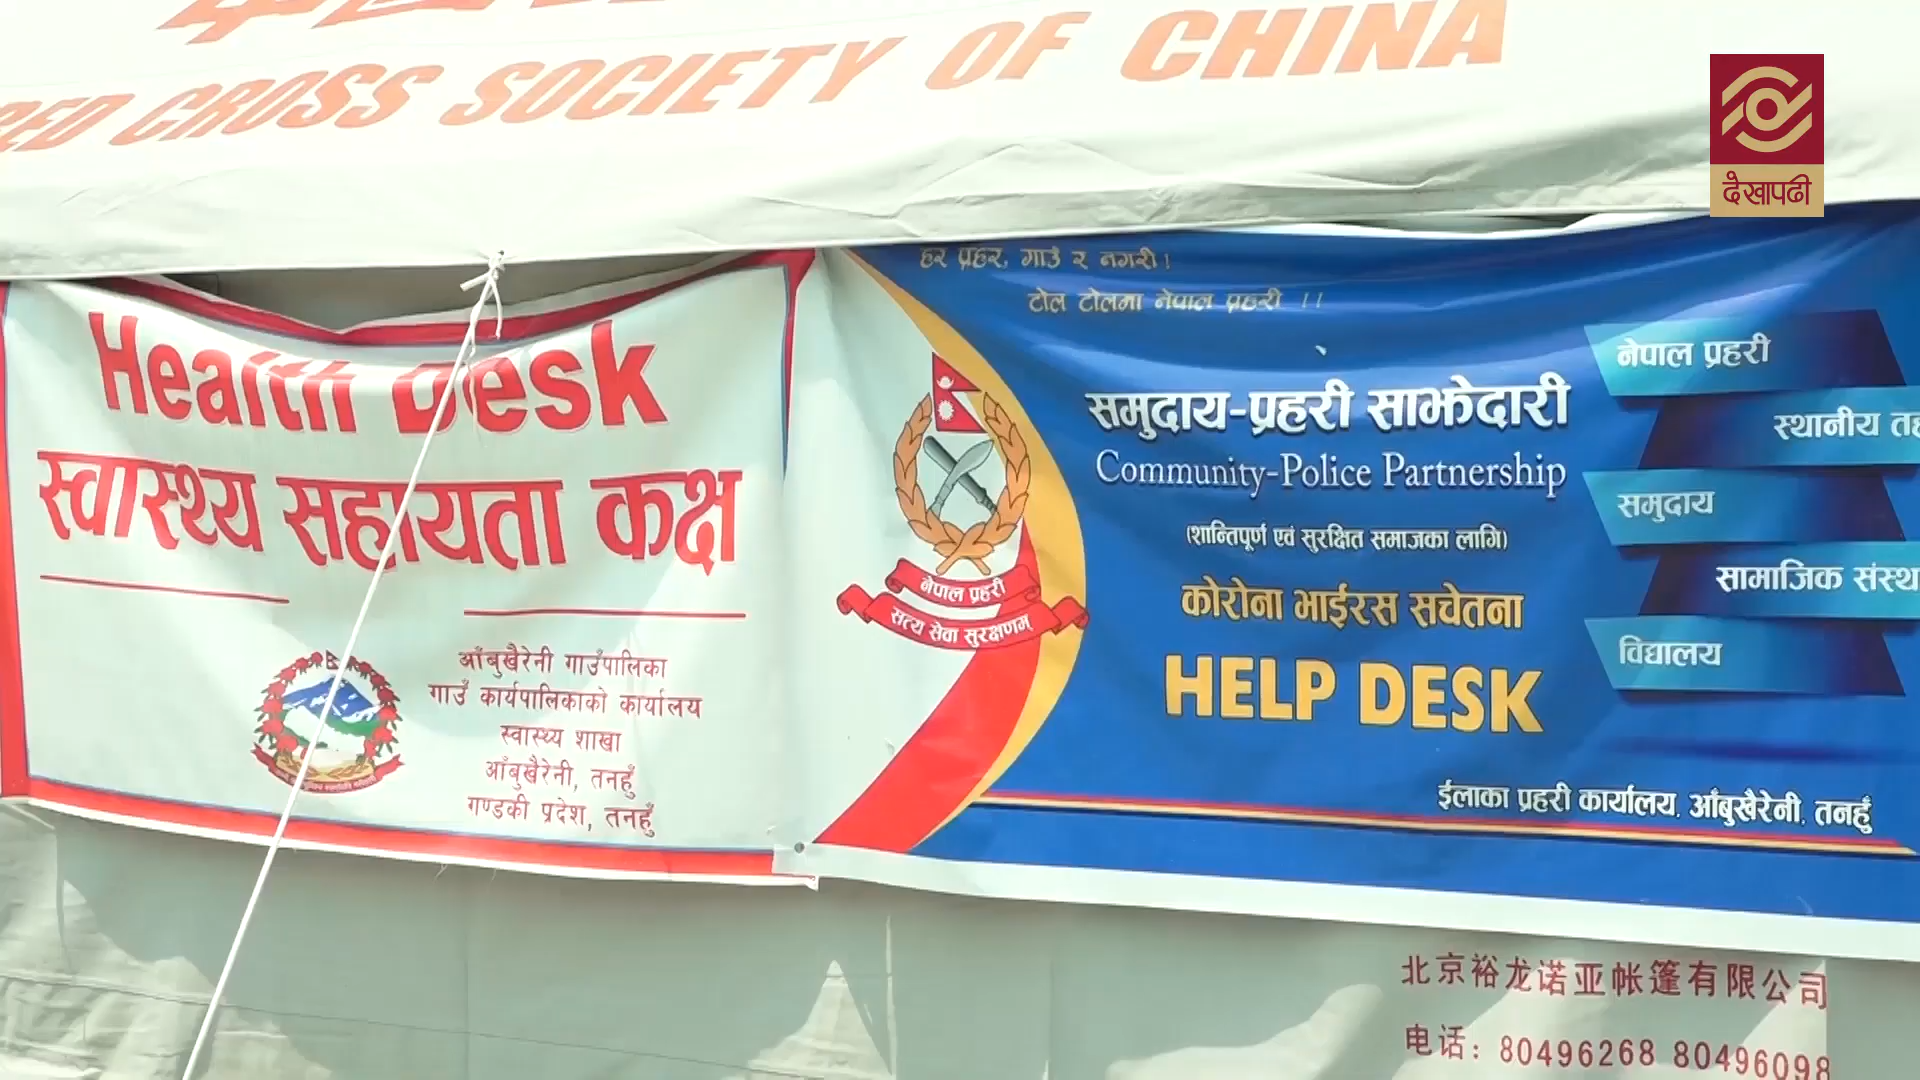 RED CROSS SOCIETY OF CHINA
देखापढी
Health Desk
स्वास्थ्य सहायता कक्ष
आँबुखैरेनी गाउँपालिका
गाउँ कार्यपालिकाको कार्यालय
स्वास्थ्य शाखा
आँबुखैरेनी, तनहुँ
गण्डकी प्रदेश, तनहुँ
हर प्रहर, गाउँ र नगरी।
टोल टोलमा नेपाल प्रहरी ।।
समुदाय-प्रहरी साझेदारी
Community-Police Partnership
(शान्तिपूर्ण एवं सुरक्षित समाजका लागि)
कोरोना भाईरस सचेतना
HELP DESK
नेपाल प्रहरी
सत्य सेवा सुरक्षणम्
नेपाल प्रहरी
स्थानीय
समुदाय
सामाजिक
विद्यालय
ईलाका प्रहरी कार्यालय, आँबुखैरेनी, तनहुँ
北京裕龙诺亚帐篷有限公司
电话: 80496268 80496098